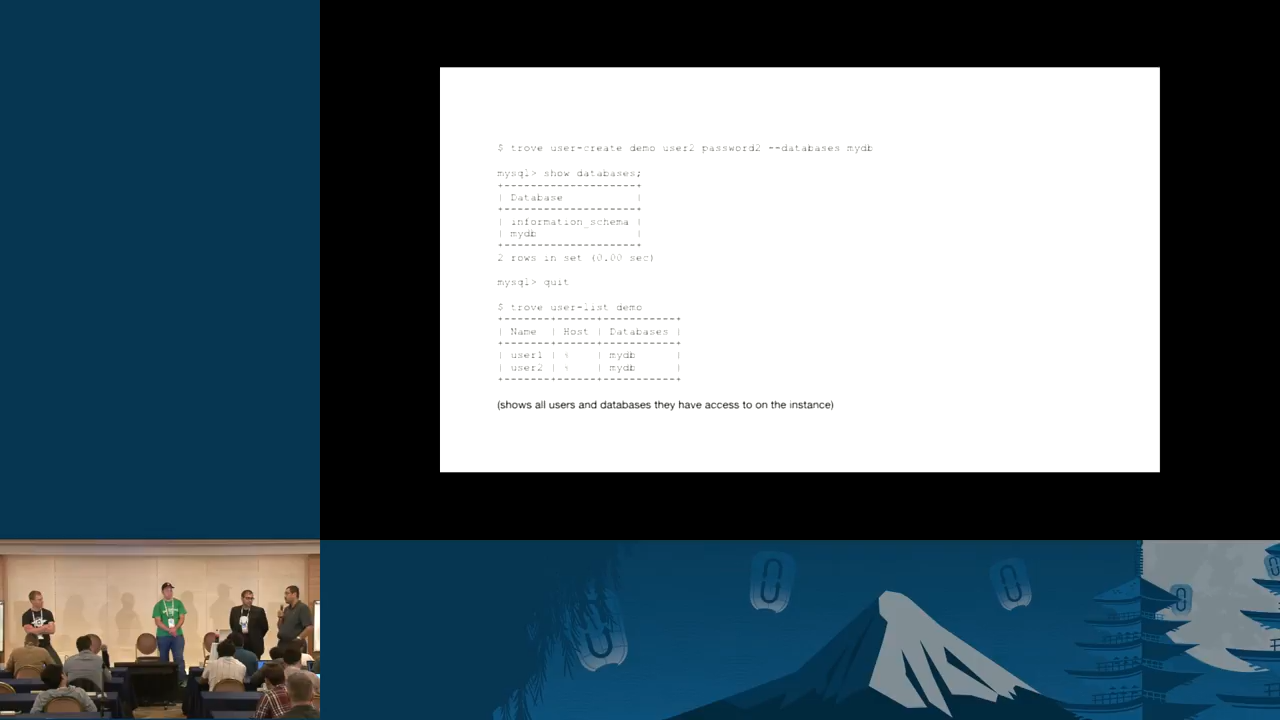 $ trove user-create demo user2 password2 --databases mydb
mysql> show databases;
+--------------------+
| Database           |
+--------------------+
| information_schema |
| mydb               |
+--------------------+
2 rows in set (0.00 sec)
mysql> quit
$ trove user-list demo
+-------+------+-----------+
| Name  | Host | Databases |
+-------+------+-----------+
| user1 | %    | mydb      |
| user2 | %    | mydb      |
+-------+------+-----------+
(shows all users and databases they have access to on the instance)